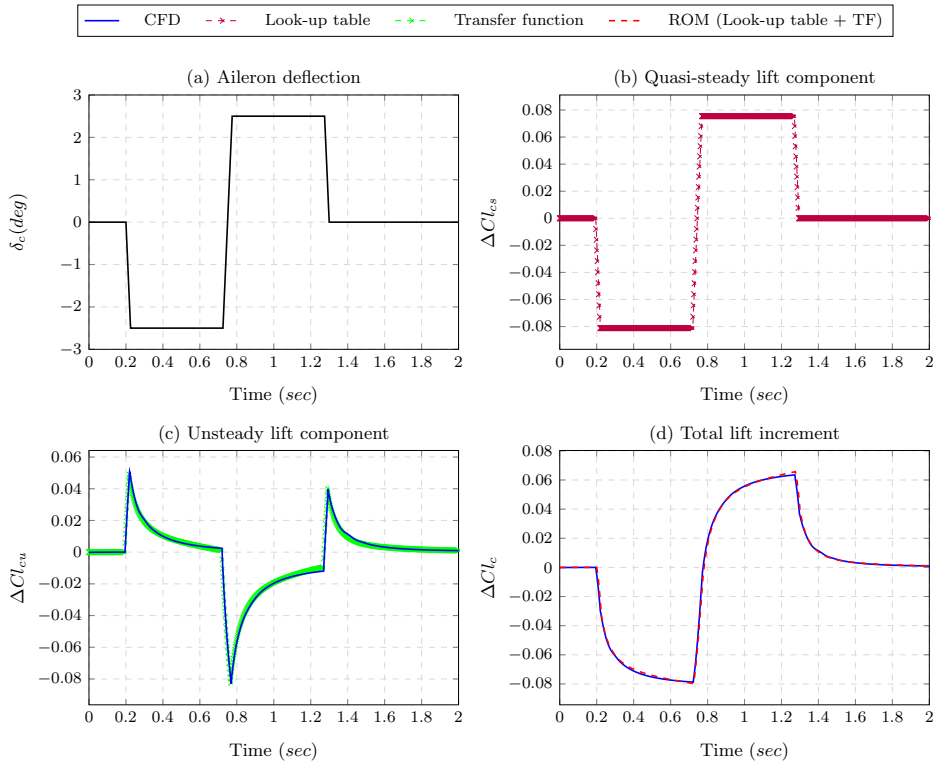 CFD Look-up table Transfer function ROM (Look-up table + TF)
(a) Aileron deflection
3
2
1
0
−1
−2
−3
δc(deg)
0 0.2 0.4 0.6 0.8 1 1.2 1.4 1.6 1.8 2
Time (sec)
(b) Quasi-steady lift component
0.08
0.06
0.04
0.02
0
−0.02
−0.04
−0.06
−0.08
ΔClcs
0 0.2 0.4 0.6 0.8 1 1.2 1.4 1.6 1.8 2
Time (sec)
(c) Unsteady lift component
0.06
0.04
0.02
0
−0.02
−0.04
−0.06
−0.08
ΔClcu
0 0.2 0.4 0.6 0.8 1 1.2 1.4 1.6 1.8 2
Time (sec)
(d) Total lift increment
0.08
0.06
0.04
0.02
0
−0.02
−0.04
−0.06
−0.08
ΔClc
0 0.2 0.4 0.6 0.8 1 1.2 1.4 1.6 1.8 2
Time (sec)